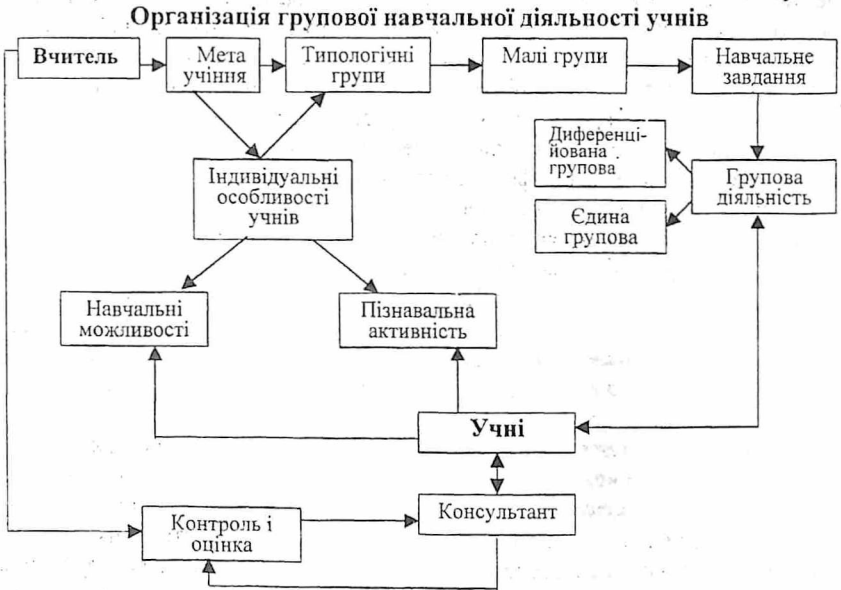 Організація групової навчальної діяльності учнів
Вчитель
Мета
учіння
Типологічні
групи
Малі групи
Навчальне
завдання
Диференці-
йована
групова
Групова
діяльність
Єдина
групова
Індивідуальні
особливості
учнів
Навчальні
можливості
Пізнавальна
активність
Учні
Консультант
Контроль і
оцінка